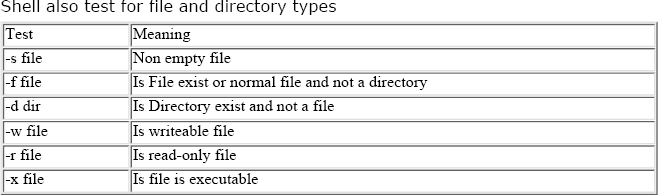 Shell also test for file and directory types
Test Meaning
-s file Non empty file
-f file Is File exist or normal file and not a directory
-d dir Is Directory exist and not a file
-w file Is writeable file
-r file Is read-only file
-x file Is file is executable